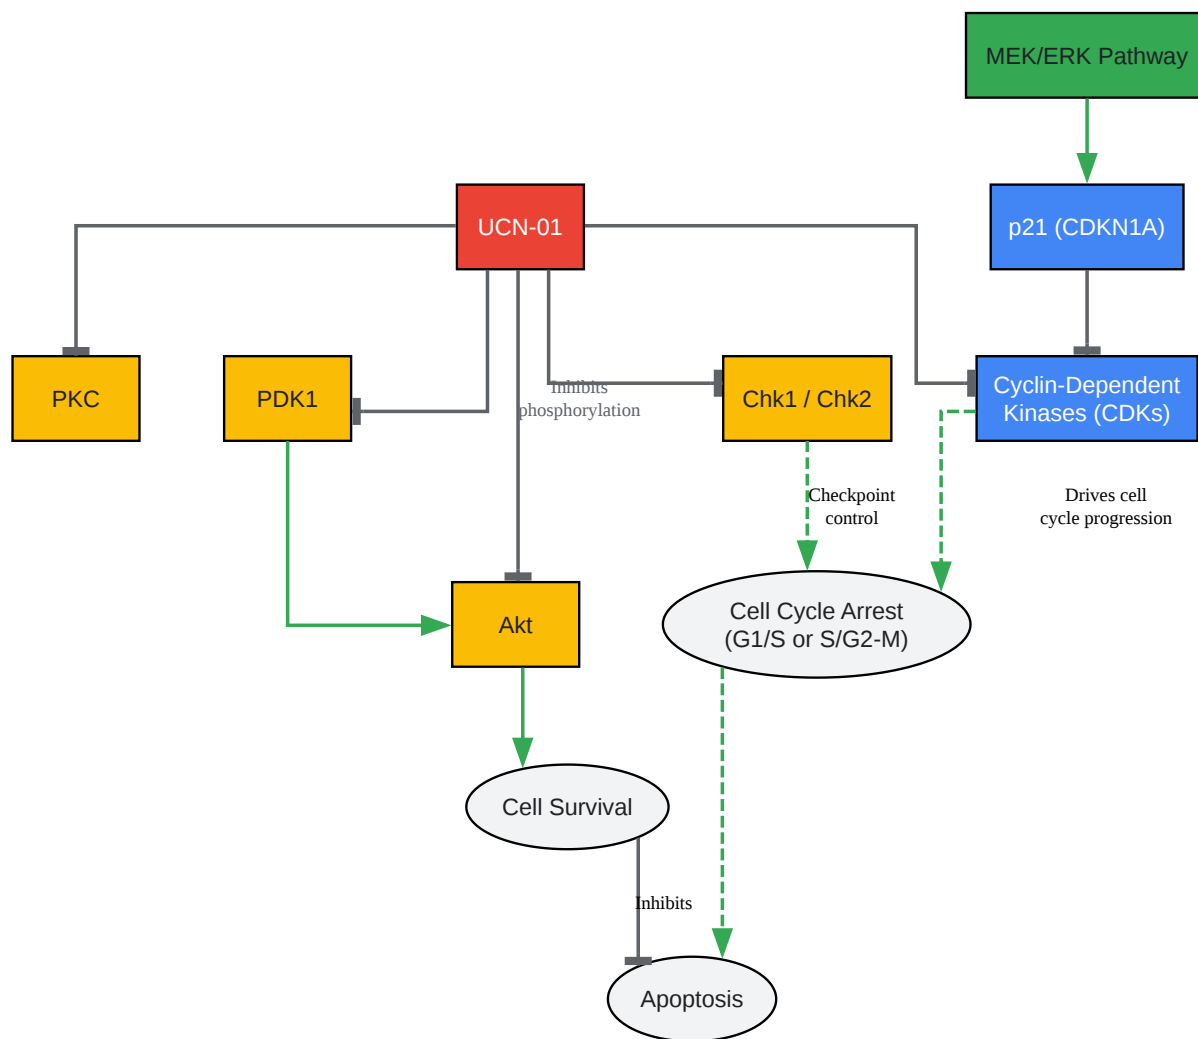 MEK/ERK Pathway
UCN-01
p21 (CDKN1A)
PKC
PDK1
Inhibits
phosphorylation
Chk1 / Chk2
Cyclin-Dependent
Kinases (CDKs)
Checkpoint
control
Drives cell
cycle progression
Akt
Cell Cycle Arrest
(G1/S or S/G2-M)
Cell Survival
Inhibits
Apoptosis